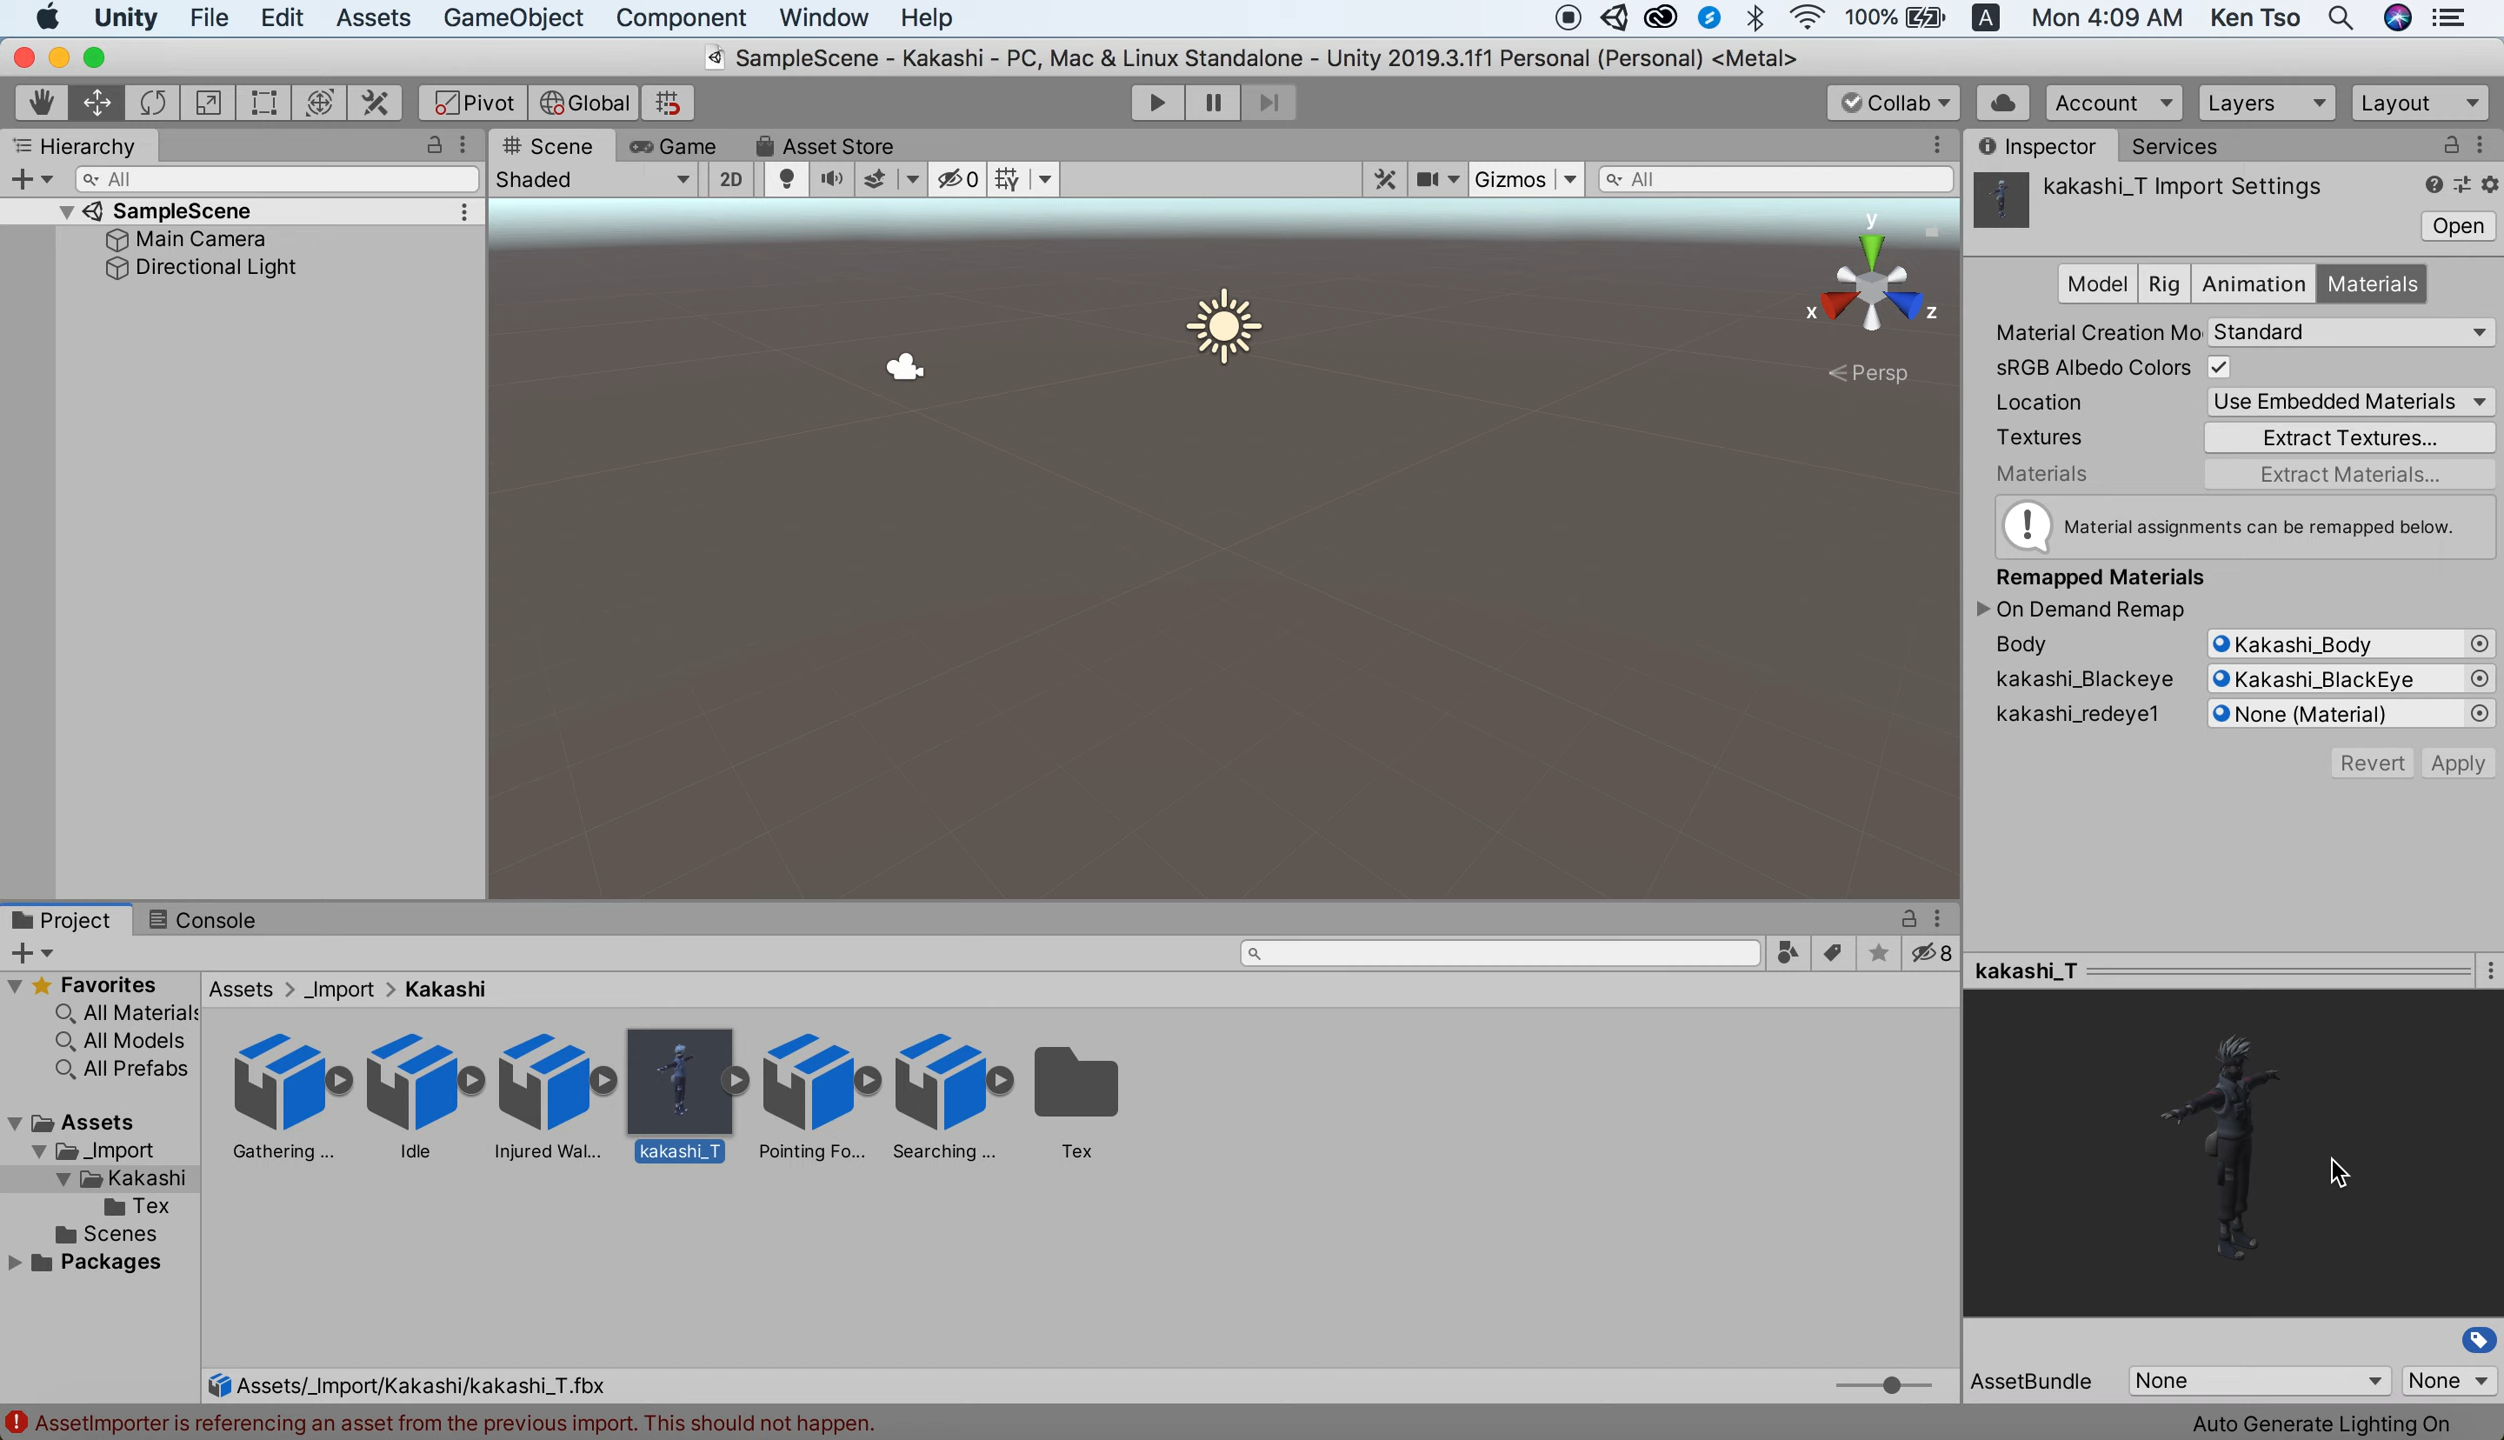 Unity File Edit Assets GameObject Component Window Help 100% A Mon 4:09 AM Ken Tso
SampleScene - Kakashi - PC, Mac & Linux Standalone - Unity 2019.3.1f1 Personal (Personal) <Metal>
Pivot Global Collab Account Layers Layout
Hierarchy
All
SampleScene
Main Camera
Directional Light
Scene Game Asset Store
Shaded 2D 0 Gizmos All
y
x z
Persp
Inspector Services
kakashi_T Import Settings
Open
Model Rig Animation Materials
Material Creation Mo Standard
sRGB Albedo Colors
Location Use Embedded Materials
Textures Extract Textures...
Materials Extract Materials...
Material assignments can be remapped below.
Remapped Materials
On Demand Remap
Body Kakashi_Body
kakashi_Blackeye Kakashi_BlackEye
kakashi_redeye1 None (Material)
Revert Apply
Project Console
8
Favorites
All Materials
All Models
All Prefabs
Assets
_Import
Kakashi
Tex
Scenes
Packages
Assets > _Import > Kakashi
Gathering ... Idle Injured Wal... kakashi_T Pointing Fo... Searching ... Tex
Assets/_Import/Kakashi/kakashi_T.fbx
kakashi_T
AssetBundle None None
AssetImporter is referencing an asset from the previous import. This should not happen.
Auto Generate Lighting On